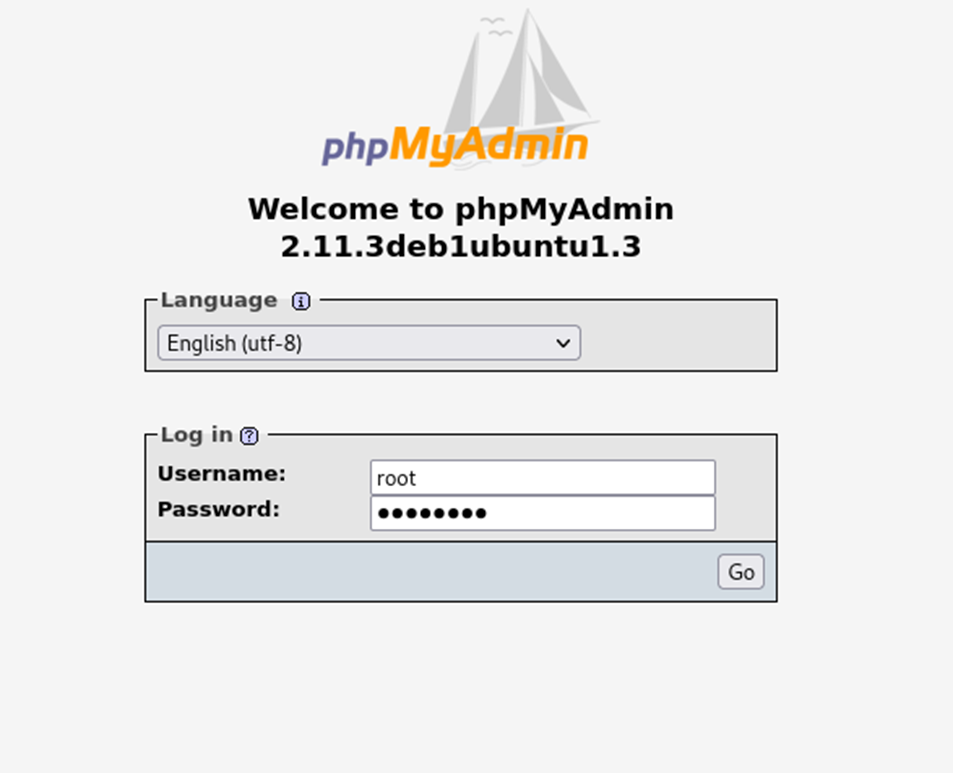 phpMyAdmin
Welcome to phpMyAdmin
2.11.3deb1ubuntu1.3
Language i
English (utf-8)
Log in ?
Username: root
Password: ••••••••
Go